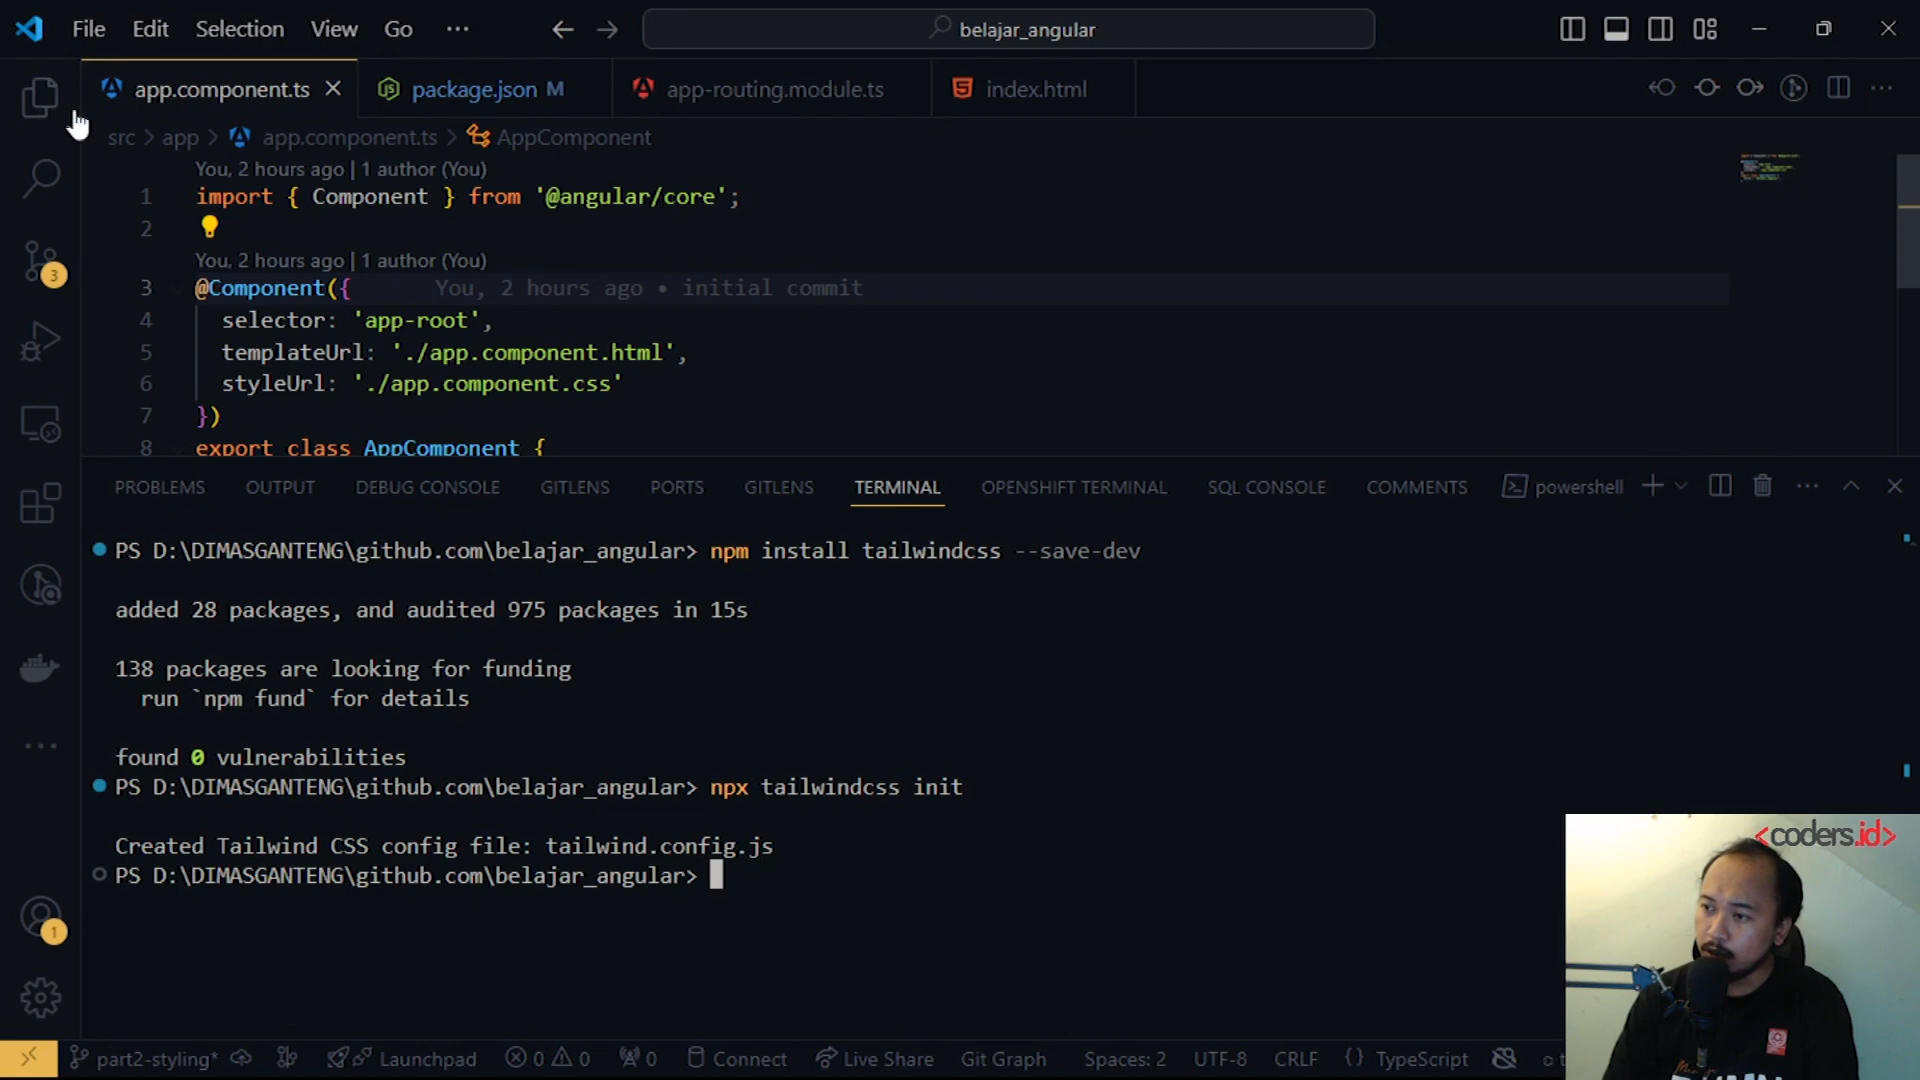 File Edit Selection View Go ···
belajar_angular
app.component.ts package.json M app-routing.module.ts index.html
src > app > app.component.ts > AppComponent
You, 2 hours ago | 1 author (You)
1 import { Component } from '@angular/core';
2
You, 2 hours ago | 1 author (You)
3 @Component({ You, 2 hours ago • initial commit
4 selector: 'app-root',
5 templateUrl: './app.component.html',
6 styleUrl: './app.component.css'
7 })
8 export class AppComponent {
3
PROBLEMS OUTPUT DEBUG CONSOLE GITLENS PORTS GITLENS TERMINAL OPENSHIFT TERMINAL SQL CONSOLE COMMENTS powershell
PS D:\DIMASGANTENG\github.com\belajar_angular> npm install tailwindcss --save-dev
added 28 packages, and audited 975 packages in 15s
138 packages are looking for funding
run `npm fund` for details
found 0 vulnerabilities
PS D:\DIMASGANTENG\github.com\belajar_angular> npx tailwindcss init
Created Tailwind CSS config file: tailwind.config.js
PS D:\DIMASGANTENG\github.com\belajar_angular>
1
<coders.id>
part2-styling* Launchpad 0 0 0 Connect Live Share Git Graph Spaces: 2 UTF-8 CRLF {} TypeScript